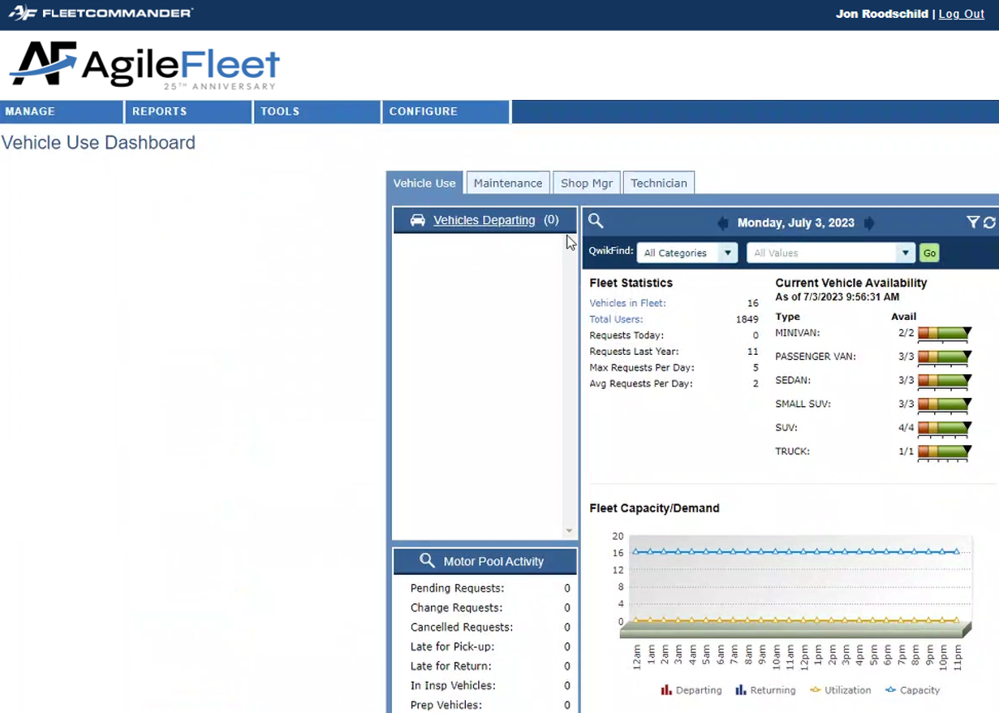 FLEETCOMMANDER
Jon Roodschild | Log Out
AF AgileFleet
25TH ANNIVERSARY
MANAGE REPORTS TOOLS CONFIGURE
Vehicle Use Dashboard
Vehicle Use Maintenance Shop Mgr Technician
Vehicles Departing (0)
Monday, July 3, 2023
QwikFind: All Categories All Values Go
Fleet Statistics
Vehicles in Fleet: 16
Total Users: 1849
Requests Today: 0
Requests Last Year: 11
Max Requests Per Day: 5
Avg Requests Per Day: 2
Current Vehicle Availability
As of 7/3/2023 9:56:31 AM
Type Avail
MINIVAN: 2/2
PASSENGER VAN: 3/3
SEDAN: 3/3
SMALL SUV: 3/3
SUV: 4/4
TRUCK: 1/1
Fleet Capacity/Demand
20
16
12
8
4
0
12am 1am 2am 3am 4am 5am 6am 7am 8am 9am 10am 11am 12pm 1pm 2pm 3pm 4pm 5pm 6pm 7pm 8pm 9pm 10pm 11pm
Departing Returning Utilization Capacity
Motor Pool Activity
Pending Requests: 0
Change Requests: 0
Cancelled Requests: 0
Late for Pick-up: 0
Late for Return: 0
In Insp Vehicles: 0
Prep Vehicles: 0